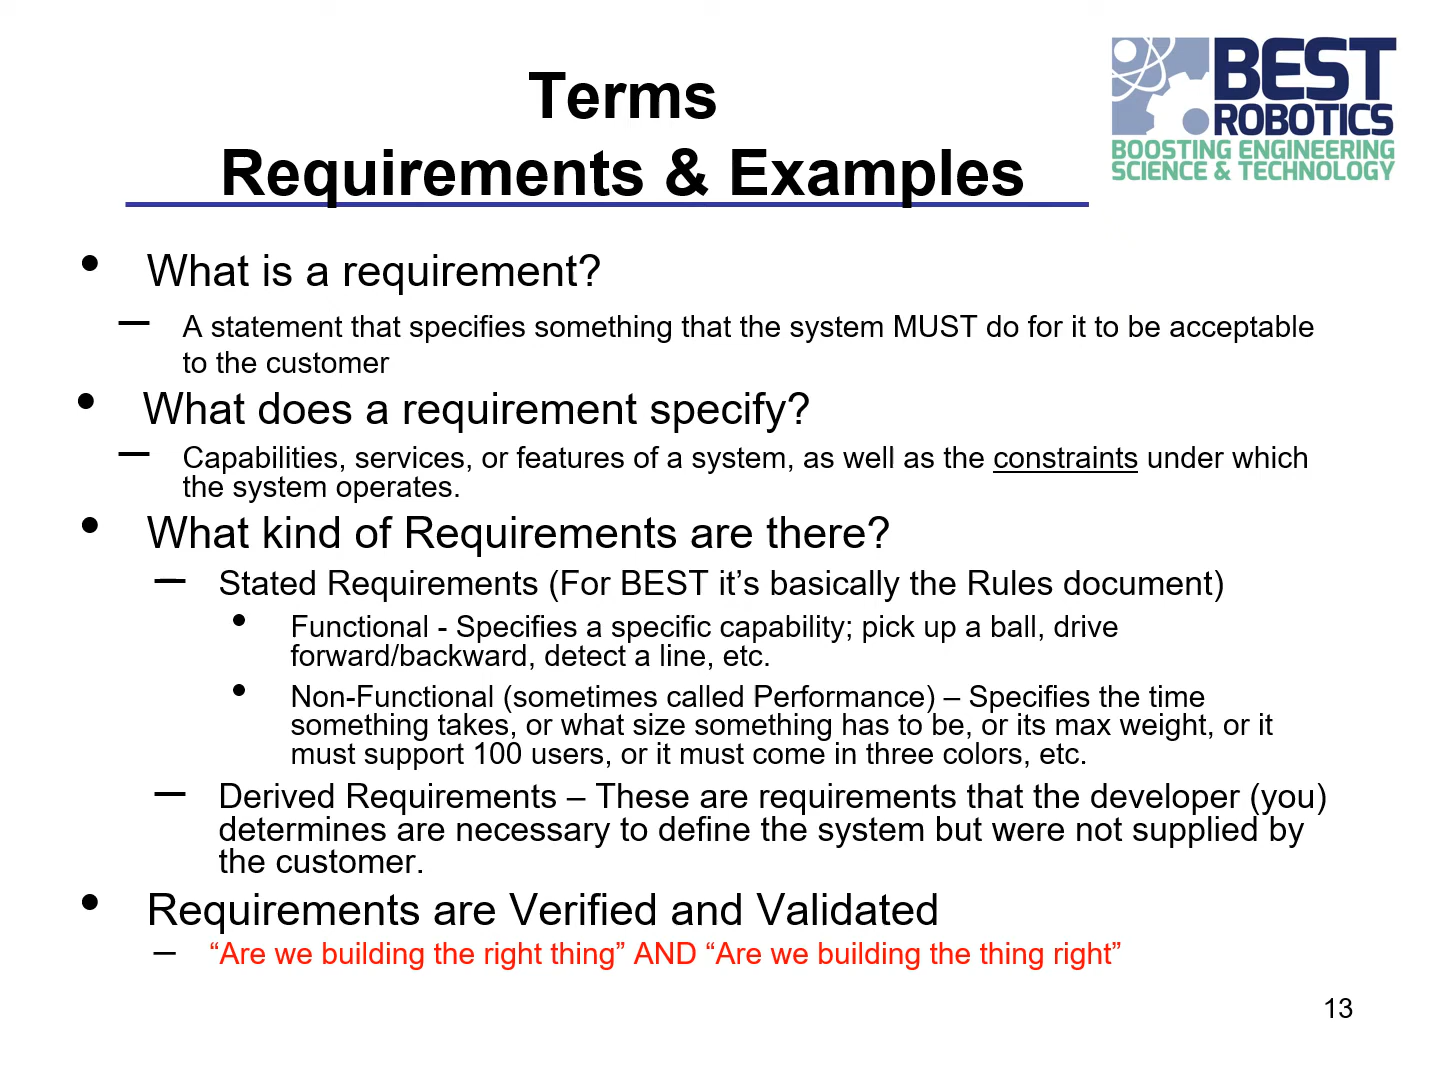 Terms
Requirements & Examples
BEST
ROBOTICS
BOOSTING ENGINEERING
SCIENCE & TECHNOLOGY
• What is a requirement?
– A statement that specifies something that the system MUST do for it to be acceptable
to the customer
• What does a requirement specify?
– Capabilities, services, or features of a system, as well as the constraints under which
the system operates.
• What kind of Requirements are there?
– Stated Requirements (For BEST it’s basically the Rules document)
• Functional - Specifies a specific capability; pick up a ball, drive
forward/backward, detect a line, etc.
• Non-Functional (sometimes called Performance) – Specifies the time
something takes, or what size something has to be, or its max weight, or it
must support 100 users, or it must come in three colors, etc.
– Derived Requirements – These are requirements that the developer (you)
determines are necessary to define the system but were not supplied by
the customer.
• Requirements are Verified and Validated
– “Are we building the right thing” AND “Are we building the thing right”
13